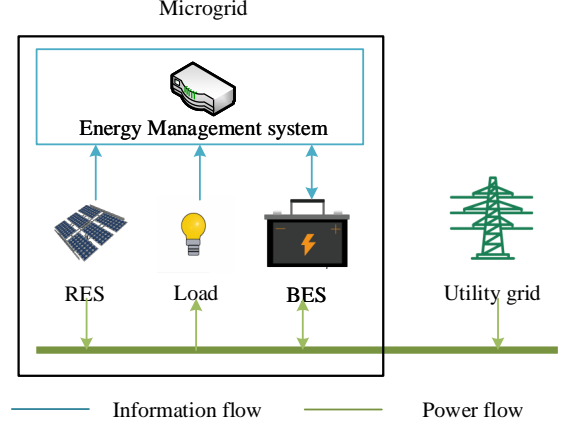 Microgrid
Energy Management system
RES
Load
BES
Utility grid
Information flow
Power flow